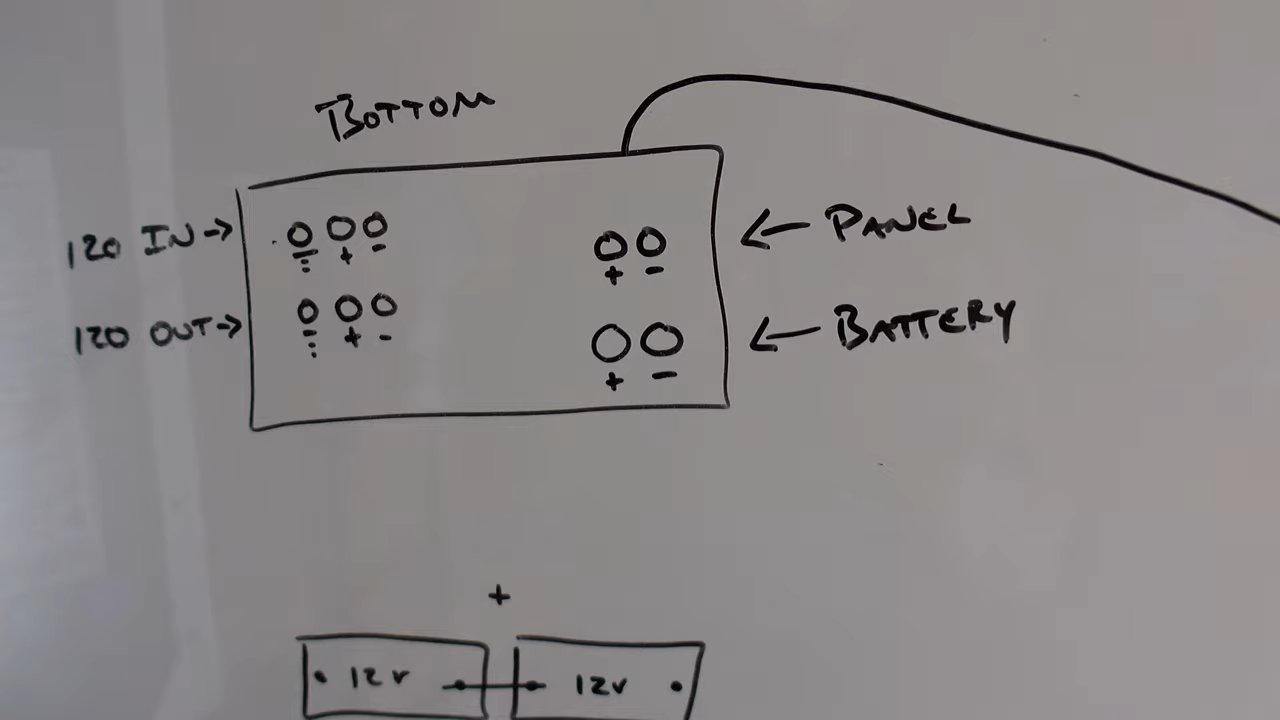 BOTTOM
120 IN →
+ -
120 OUT →
+ -
← PANEL
+ -
← BATTERY
+ -
+
12V
12V